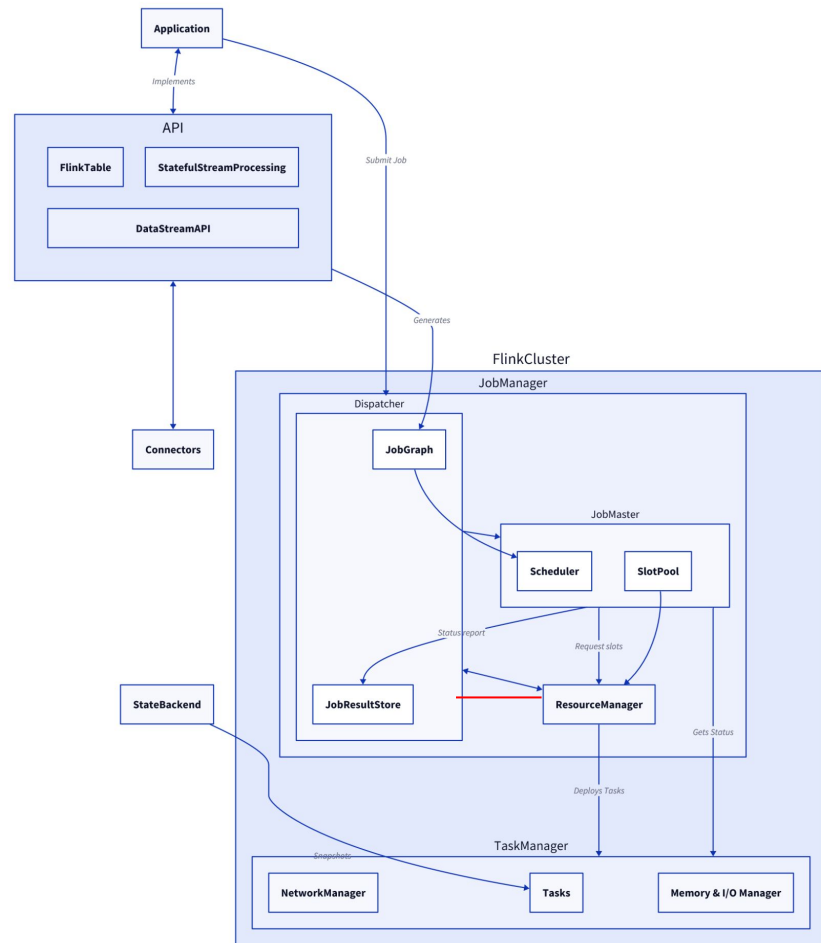 Application
Implements
API
FlinkTable
StatefulStreamProcessing
Submit Job
DataStreamAPI
Generates
FlinkCluster
JobManager
Dispatcher
JobGraph
Connectors
JobMaster
Scheduler
SlotPool
Status report
Request slots
StateBackend
JobResultStore
ResourceManager
Gets Status
Deploys Tasks
TaskManager
Snapshots
NetworkManager
Tasks
Memory & I/O Manager